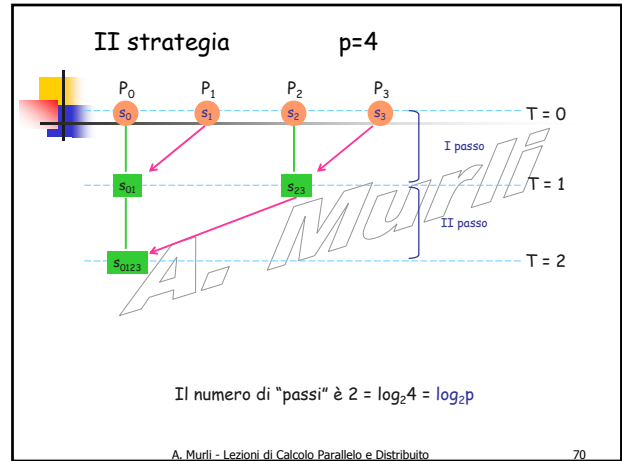 II strategia p=4
P0 P1 P2 P3
s0 s1 s2 s3 T = 0
I passo
s01 s23 T = 1
II passo
s0123 T = 2
A. Murli
Il numero di “passi” è 2 = log24 = log2p
A. Murli - Lezioni di Calcolo Parallelo e Distribuito 70